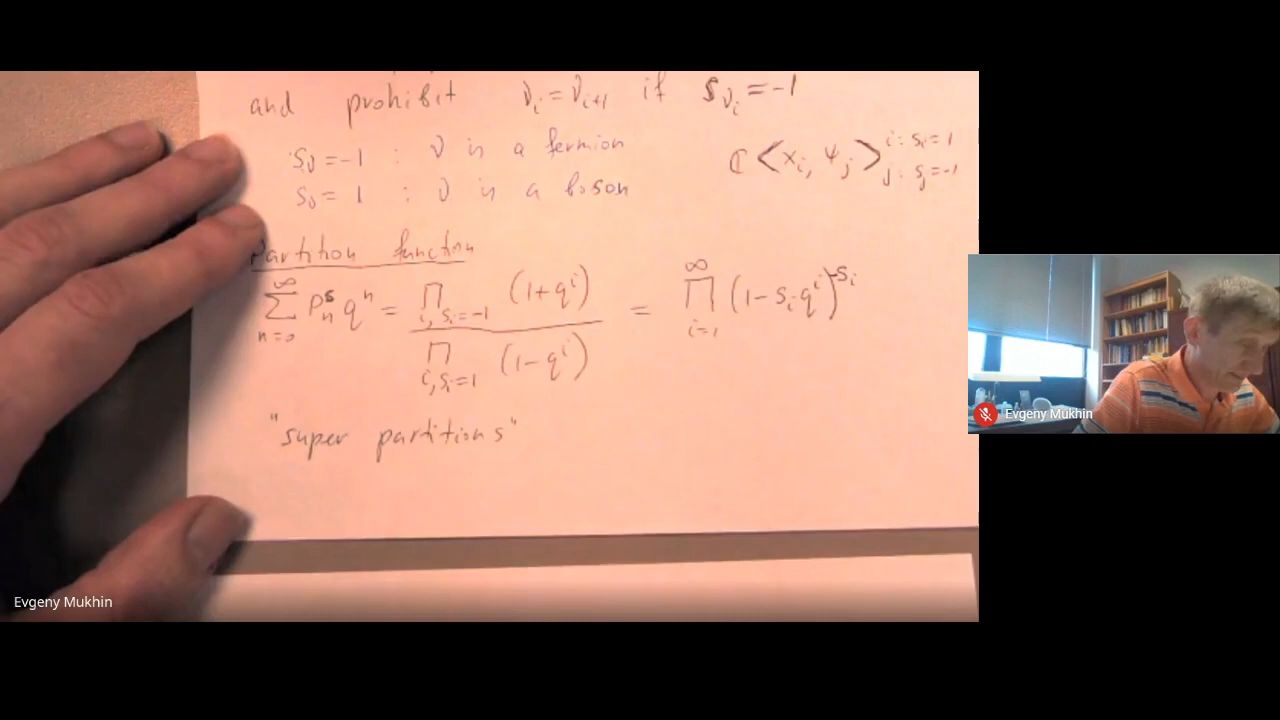 and prohibit ν_i = ν_{i+1} if s_{ν_i} = -1
s_ν = -1 : ν is a fermion
s_ν = 1 : ν is a boson
ℂ < x_i, ψ_j > i: s_i = 1
j: s_j = -1
Partition function
∑_{n=0}^{∞} P_n^s q^n = ∏_{i, s_i=-1} (1+q^i) / ∏_{i, s_i=1} (1-q^i) = ∏_{i=1}^{∞} (1 - s_i q^i)^{-s_i}
"super partitions"
Evgeny Mukhin
Evgeny Mukhin